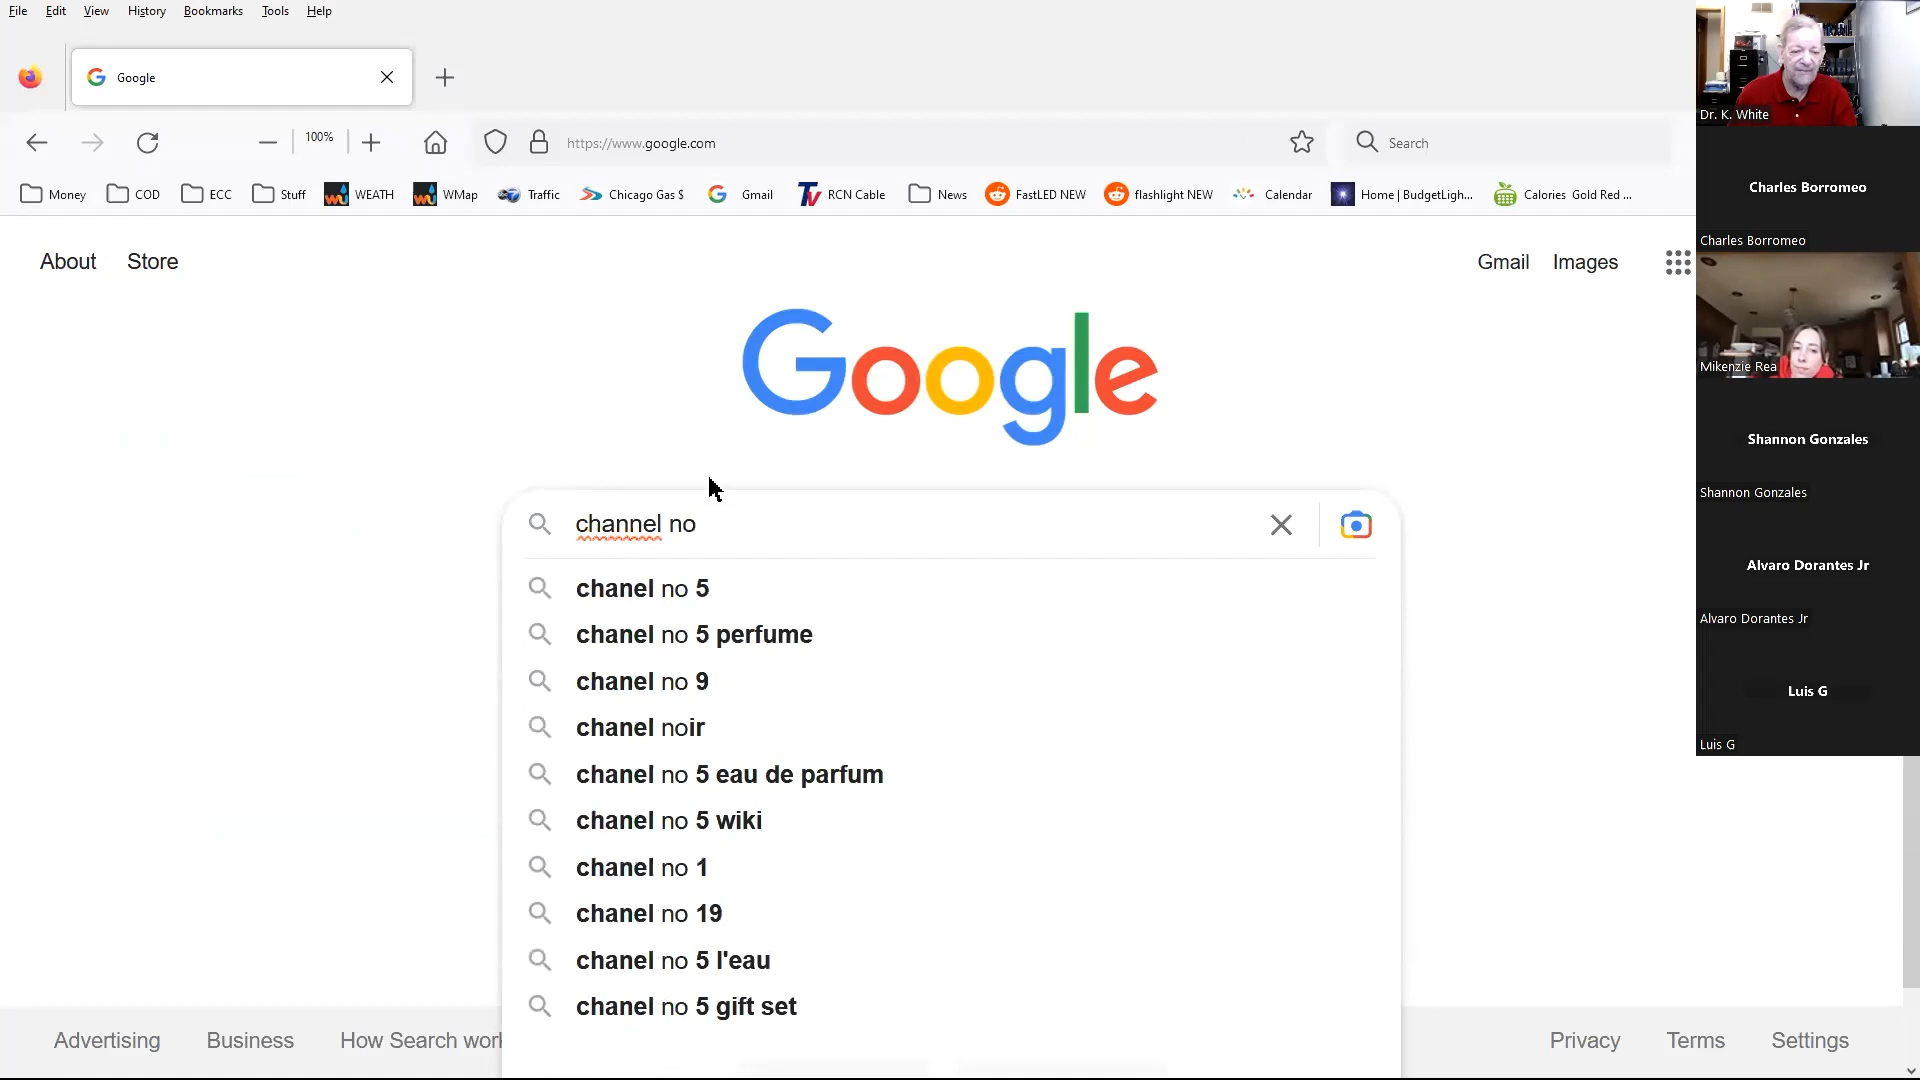 File Edit View History Bookmarks Tools Help
Google
100%
https://www.google.com
Search
Money COD ECC Stuff WEATH WMap Traffic Chicago Gas $ Gmail RCN Cable News FastLED NEW flashlight NEW Calendar Home | BudgetLigh... Calories Gold Red ...
About Store
Gmail Images
Google
channel no
chanel no 5
chanel no 5 perfume
chanel no 9
chanel noir
chanel no 5 eau de parfum
chanel no 5 wiki
chanel no 1
chanel no 19
chanel no 5 l'eau
chanel no 5 gift set
Advertising Business How Search work
Privacy Terms Settings
Dr. K. White
Charles Borromeo
Charles Borromeo
Mikenzie Rea
Shannon Gonzales
Shannon Gonzales
Alvaro Dorantes Jr
Alvaro Dorantes Jr
Luis G
Luis G